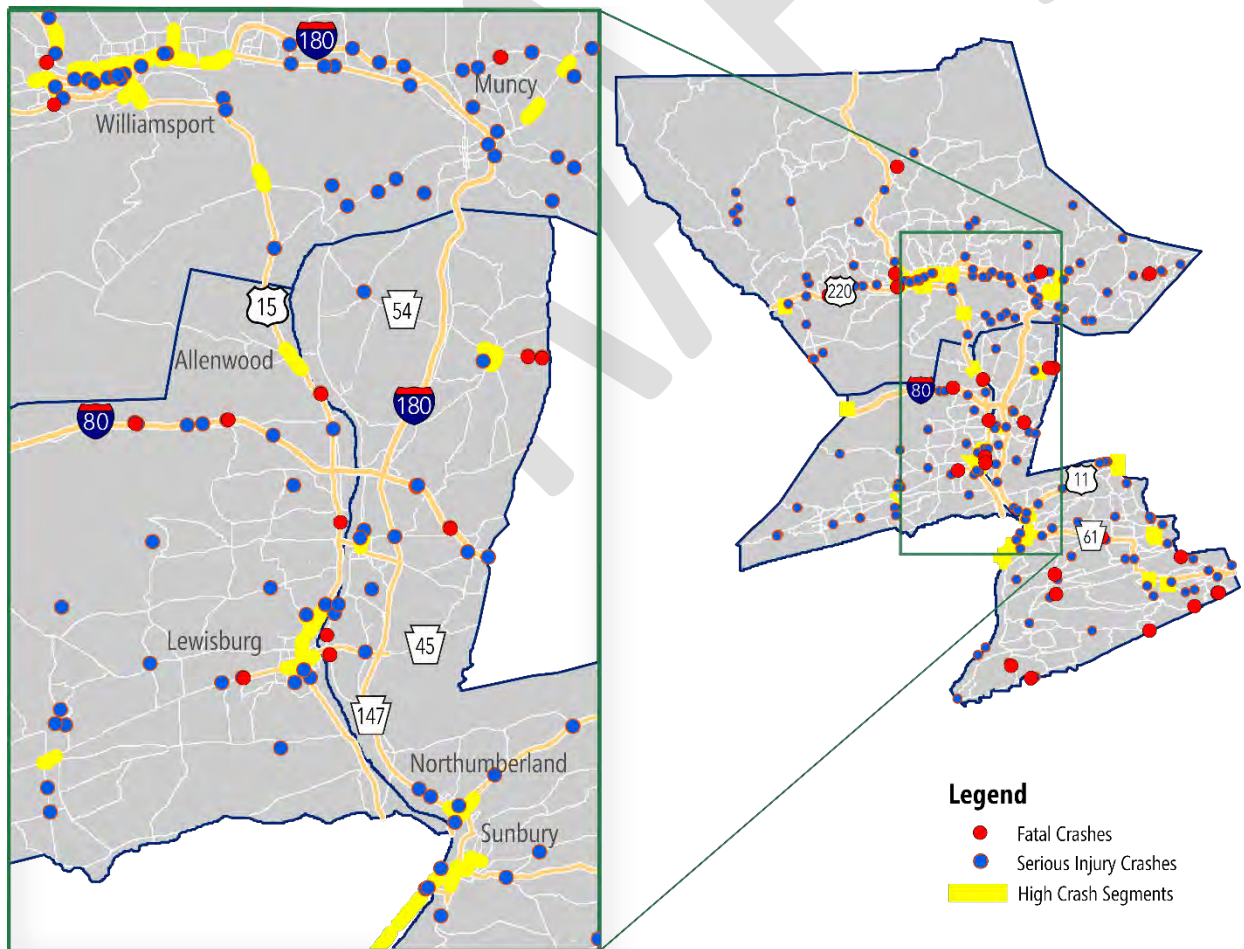 180
Muncy
Williamsport
15
54
Allenwood
80
180
Lewisburg
45
147
Northumberland
Sunbury
220
80
11
61
Legend
Fatal Crashes
Serious Injury Crashes
High Crash Segments